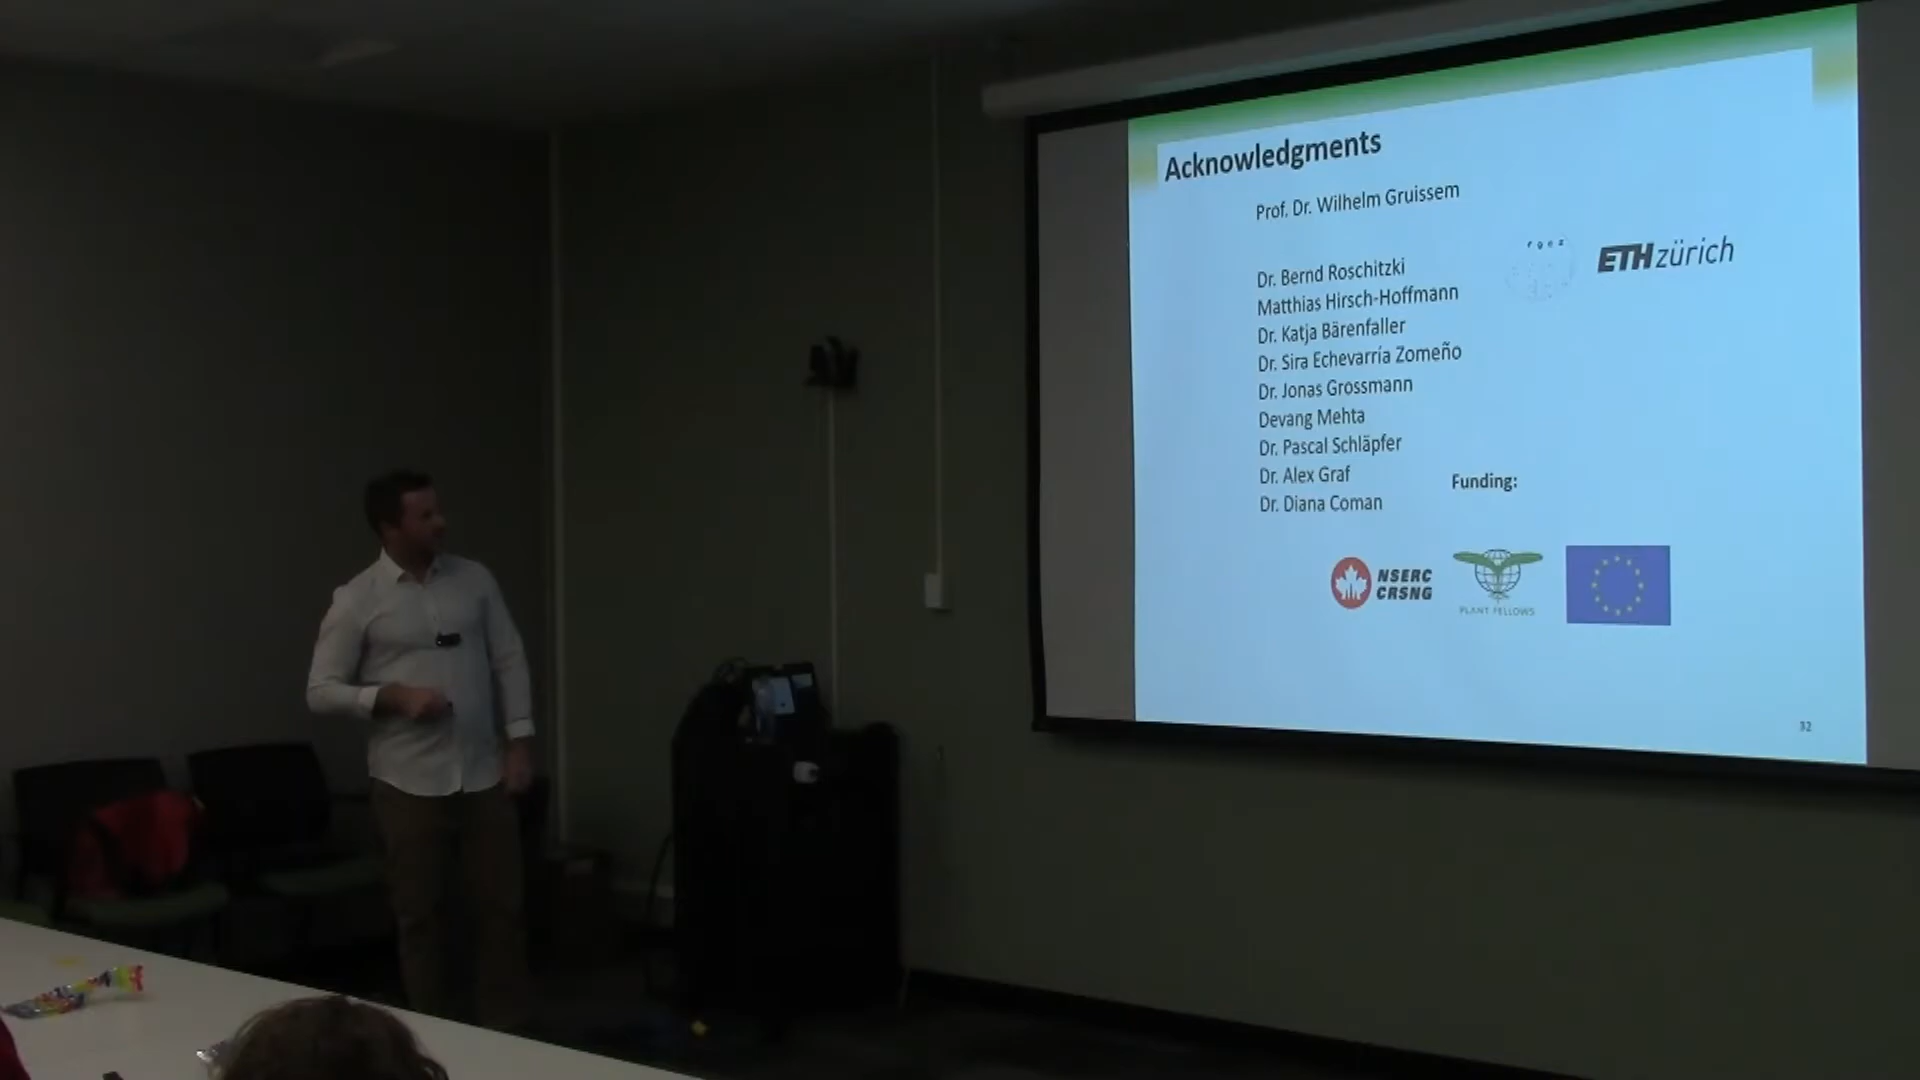 Acknowledgments
Prof. Dr. Wilhelm Gruissem
Dr. Bernd Roschitzki
Matthias Hirsch-Hoffmann
Dr. Katja Bärenfaller
Dr. Sira Echevarría Zomeño
Dr. Jonas Grossmann
Devang Mehta
Dr. Pascal Schläpfer
Dr. Alex Graf
Dr. Diana Coman
ETH zürich
Funding:
NSERC
CRSNG
PLANT FELLOWS
32